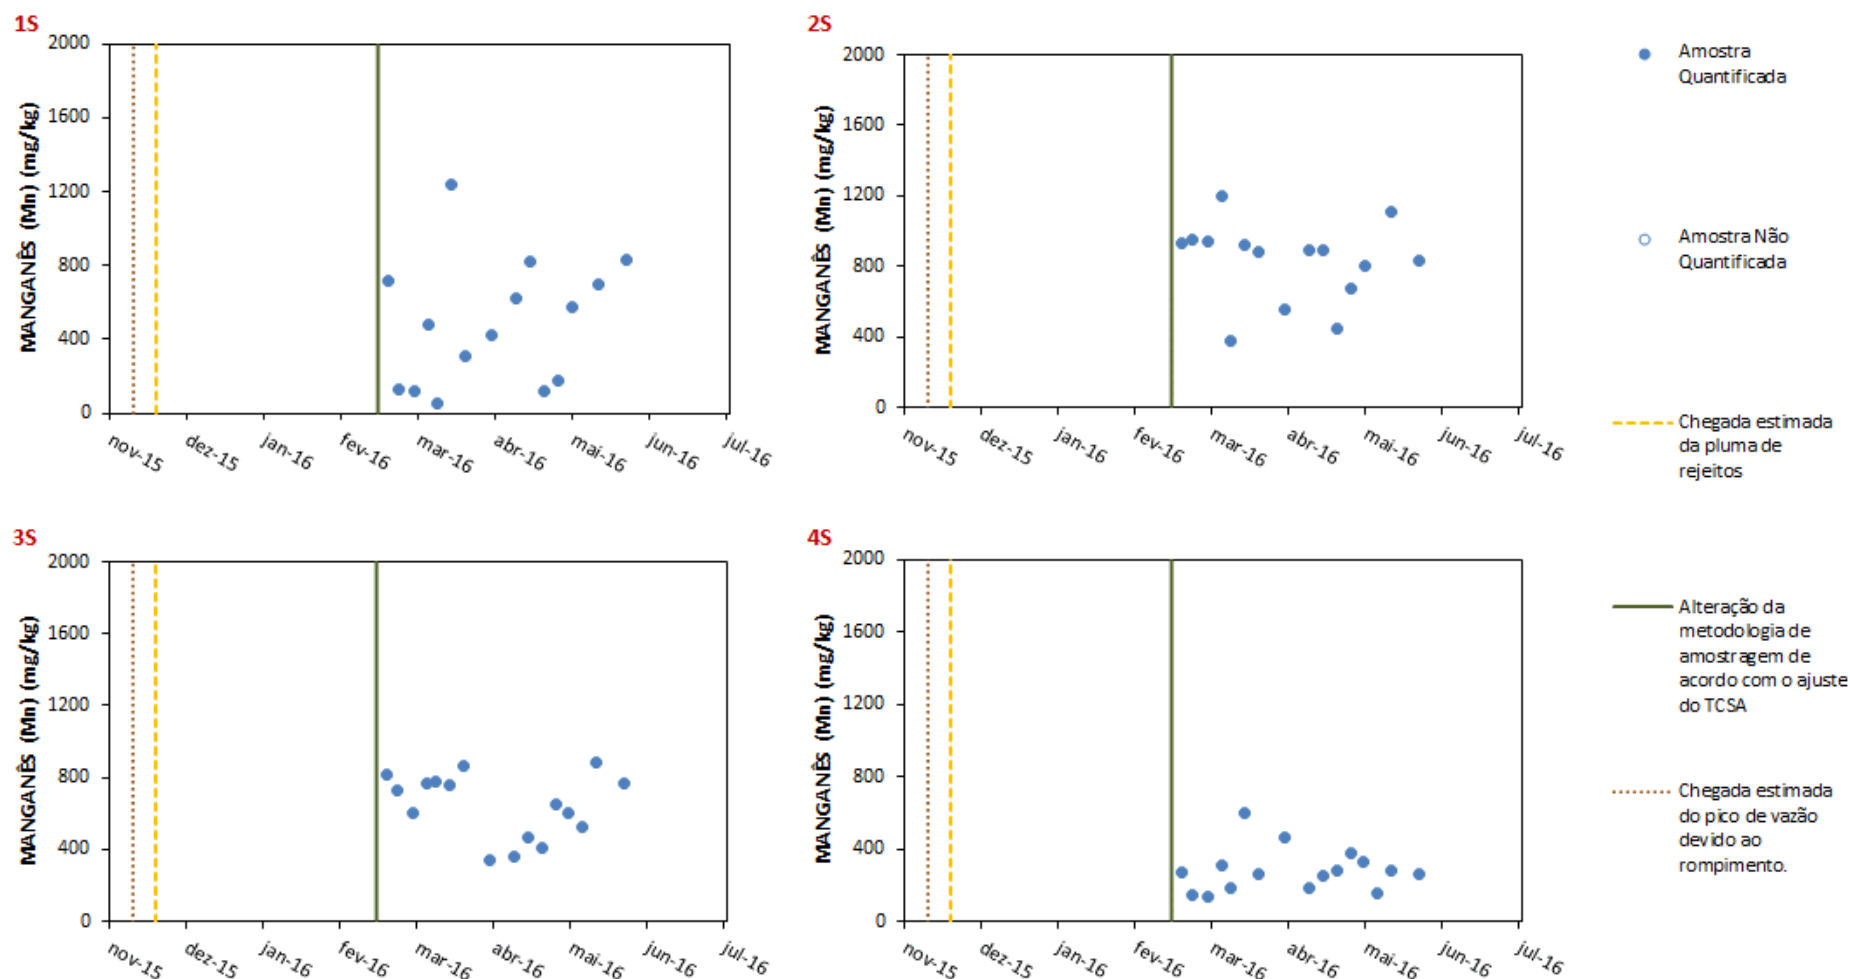 1S
2000
1600
1200
800
400
0
MANGANÊS (Mn) (mg/kg)
nov-15
dez-15
jan-16
fev-16
mar-16
abr-16
mai-16
jun-16
jul-16
2S
2000
1600
1200
800
400
0
MANGANÊS (Mn) (mg/kg)
nov-15
dez-15
jan-16
fev-16
mar-16
abr-16
mai-16
jun-16
jul-16
3S
2000
1600
1200
800
400
0
MANGANÊS (Mn) (mg/kg)
nov-15
dez-15
jan-16
fev-16
mar-16
abr-16
mai-16
jun-16
jul-16
4S
2000
1600
1200
800
400
0
MANGANÊS (Mn) (mg/kg)
nov-15
dez-15
jan-16
fev-16
mar-16
abr-16
mai-16
jun-16
jul-16
Amostra
Quantificada
Amostra Não
Quantificada
Chegada estimada
da pluma de
rejeitos
Alteração da
metodologia de
amostragem de
acordo com o ajuste
do TCSA
Chegada estimada
do pico de vazão
devido ao
rompimento.